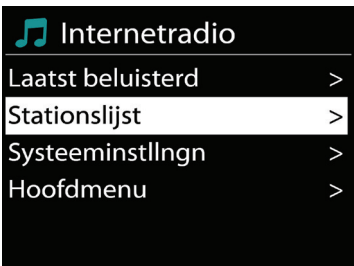 Internetradio
Laatst beluisterd >
Stationslijst >
Systeeminstllngn >
Hoofdmenu >